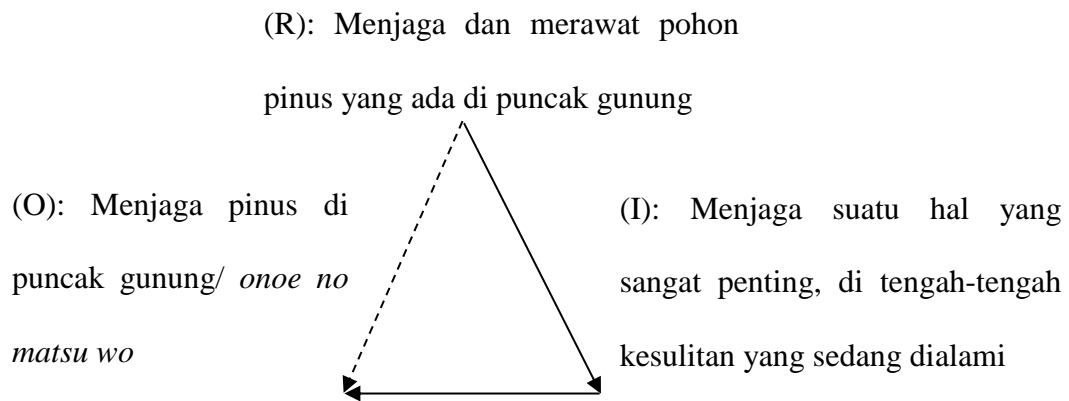 (R): Menjaga dan merawat pohon
pinus yang ada di puncak gunung
(O): Menjaga pinus di
puncak gunung/ onoe no
matsu wo
(I): Menjaga suatu hal yang
sangat penting, di tengah-tengah
kesulitan yang sedang dialami